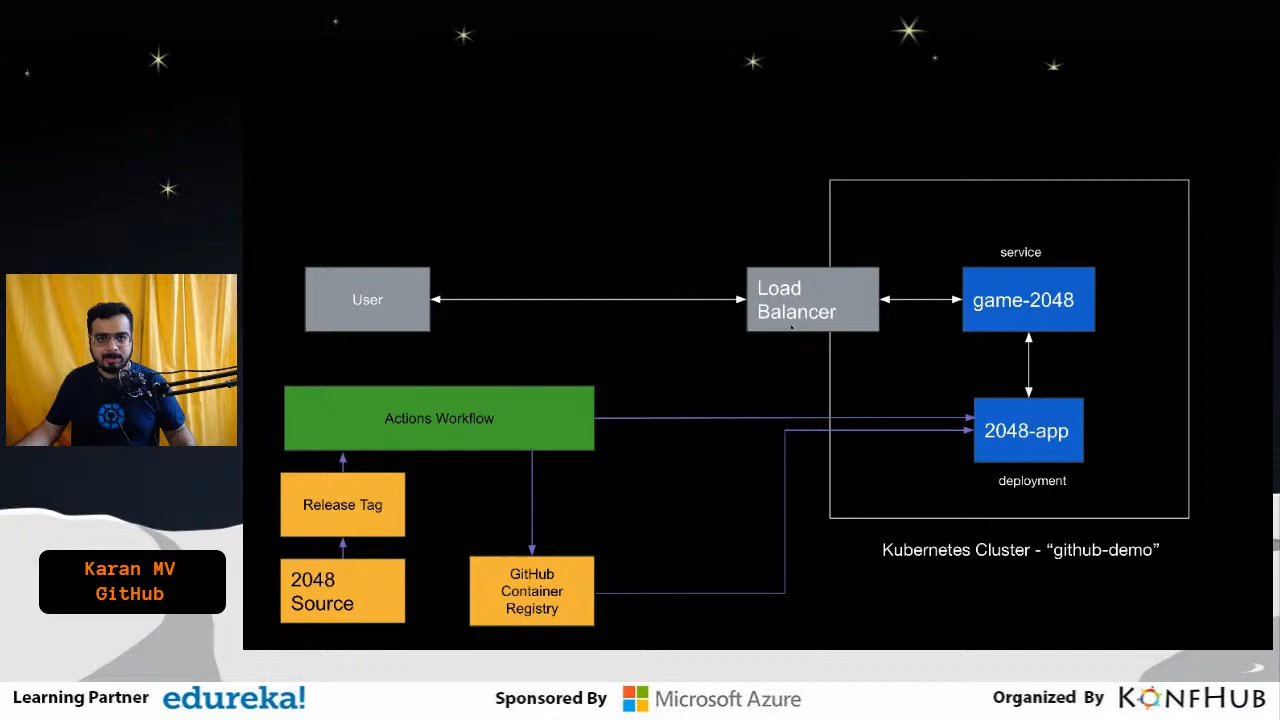 service
User
Load
Balancer
game-2048
Actions Workflow
2048-app
deployment
Release Tag
2048
Source
GitHub
Container
Registry
Kubernetes Cluster - “github-demo”
Karan MV
GitHub
Learning Partner edureka!
Sponsored By Microsoft Azure
Organized By KONFHUB